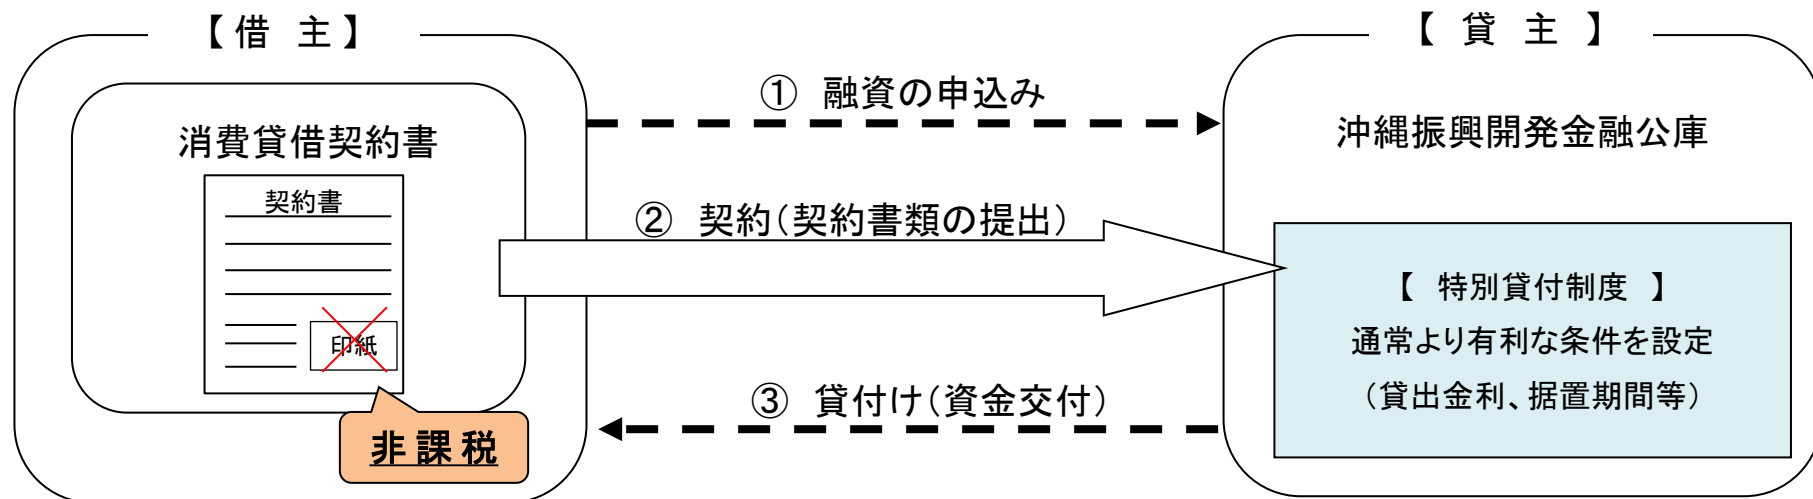 【 借 主 】
消費貸借契約書
契約書
印紙
非課税
① 融資の申込み
② 契約(契約書類の提出)
③ 貸付け(資金交付)
【 貸 主 】
沖縄振興開発金融公庫
【 特別貸付制度 】
通常より有利な条件を設定
(貸出金利、据置期間等)